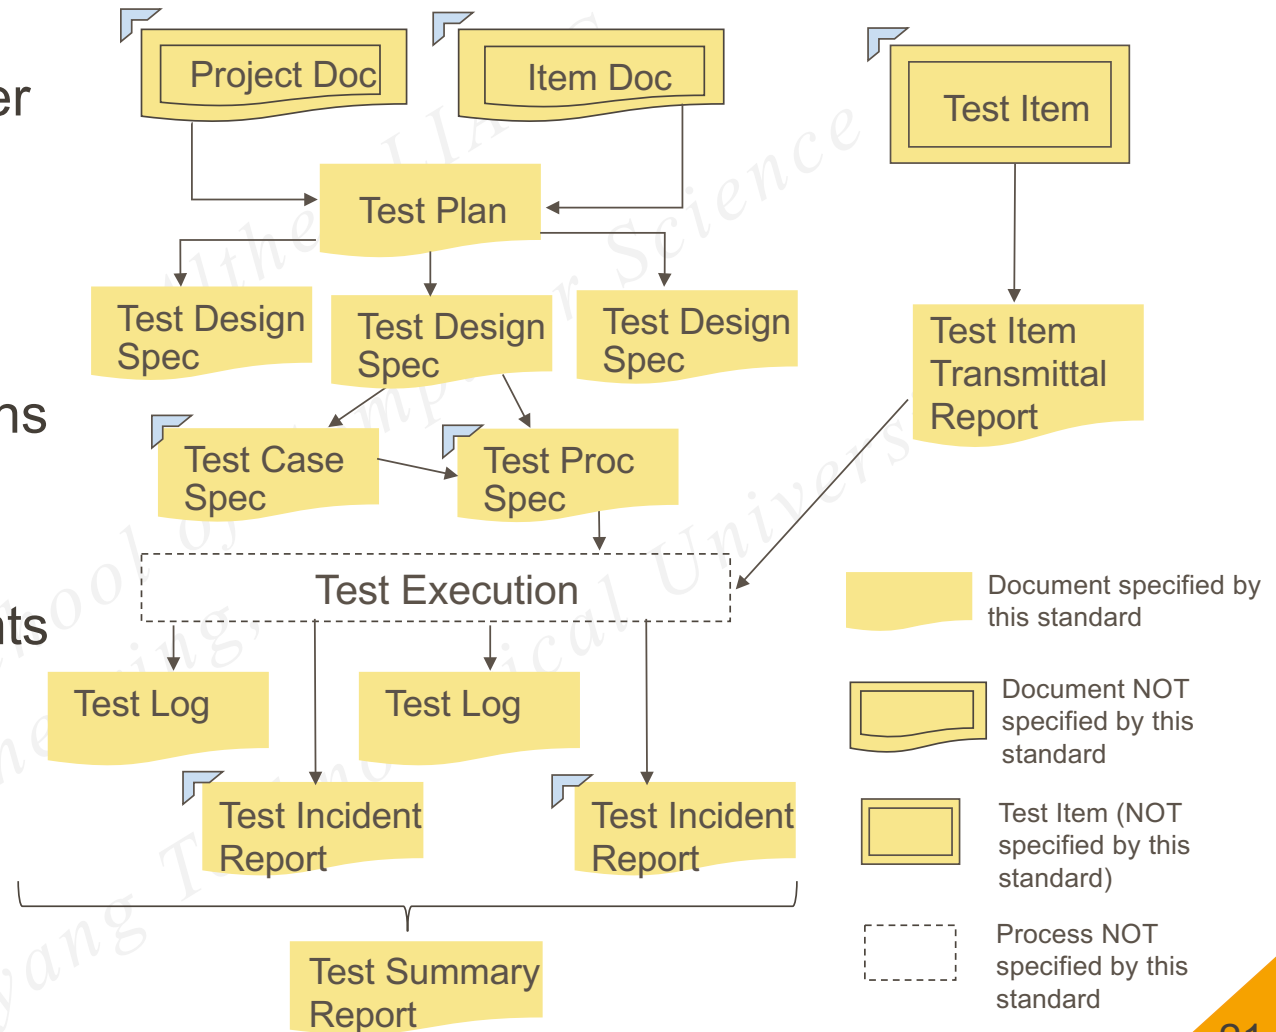 er
ns
nts
Project Doc
Item Doc
Test Item
Test Plan
Test Design
Spec
Test Design
Spec
Test Design
Spec
Test Item
Transmittal
Report
Test Case
Spec
Test Proc
Spec
Test Execution
Test Log
Test Log
Test Incident
Report
Test Incident
Report
Test Summary
Report
Document specified by
this standard
Document NOT
specified by this
standard
Test Item (NOT
specified by this
standard)
Process NOT
specified by this
standard